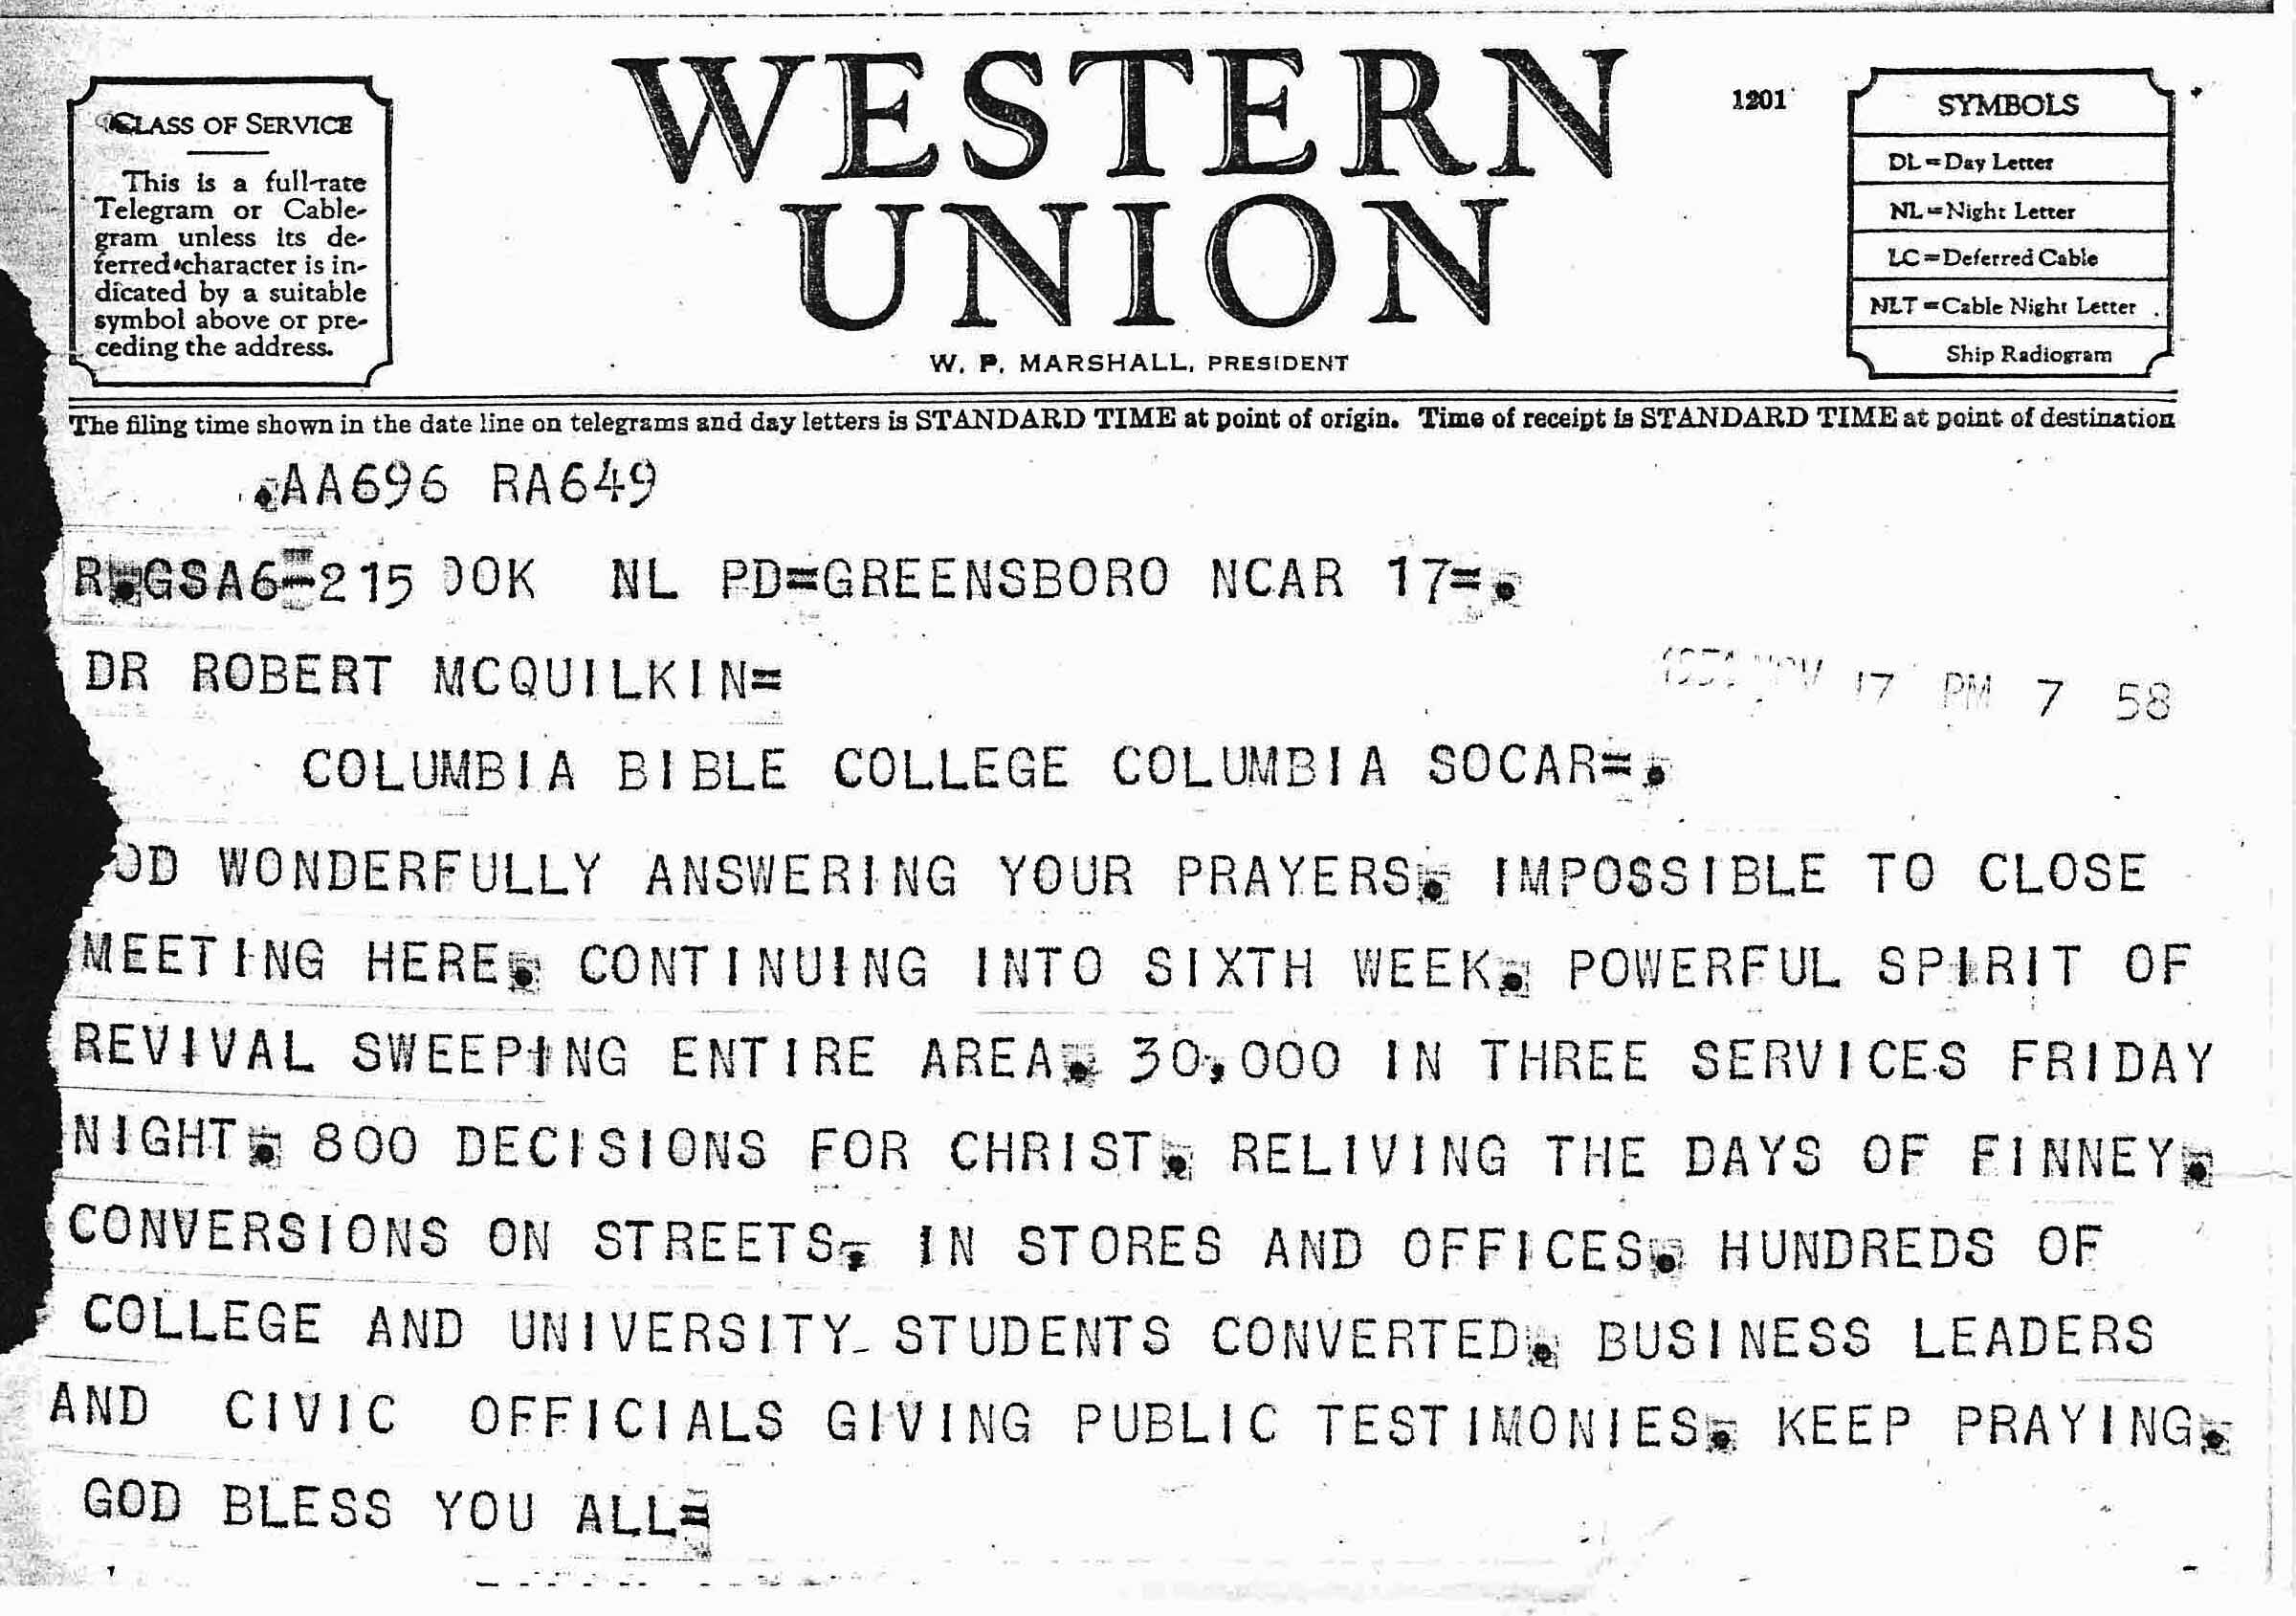 WESTERN
UNION
W. P. MARSHALL, PRESIDENT
1201
CLASS OF SERVICE
This is a full-rate
Telegram or Cable-
gram unless its de-
ferred character is in-
dicated by a suitable
symbol above or pre-
ceding the address.
SYMBOLS
DL=Day Letter
NL=Night Letter
LC=Deferred Cable
NLT=Cable Night Letter
Ship Radiogram
The filing time shown in the date line on telegrams and day letters is STANDARD TIME at point of origin. Time of receipt is STANDARD TIME at point of destination
.AA696 RA649
R.GSA6-215 OOK NL PD=GREENSBORO NCAR 17=.
DR ROBERT MCQUILKIN=
17 PM 7 58
COLUMBIA BIBLE COLLEGE COLUMBIA SOCAR=.
OD WONDERFULLY ANSWERING YOUR PRAYERS. IMPOSSIBLE TO CLOSE
MEETING HERE. CONTINUING INTO SIXTH WEEK. POWERFUL SPIRIT OF
REVIVAL SWEEPING ENTIRE AREA. 30,000 IN THREE SERVICES FRIDAY
NIGHT. 800 DECISIONS FOR CHRIST. RELIVING THE DAYS OF FINNEY.
CONVERSIONS ON STREETS, IN STORES AND OFFICES. HUNDREDS OF
COLLEGE AND UNIVERSITY STUDENTS CONVERTED. BUSINESS LEADERS
AND CIVIC OFFICIALS GIVING PUBLIC TESTIMONIES. KEEP PRAYING.
GOD BLESS YOU ALL=